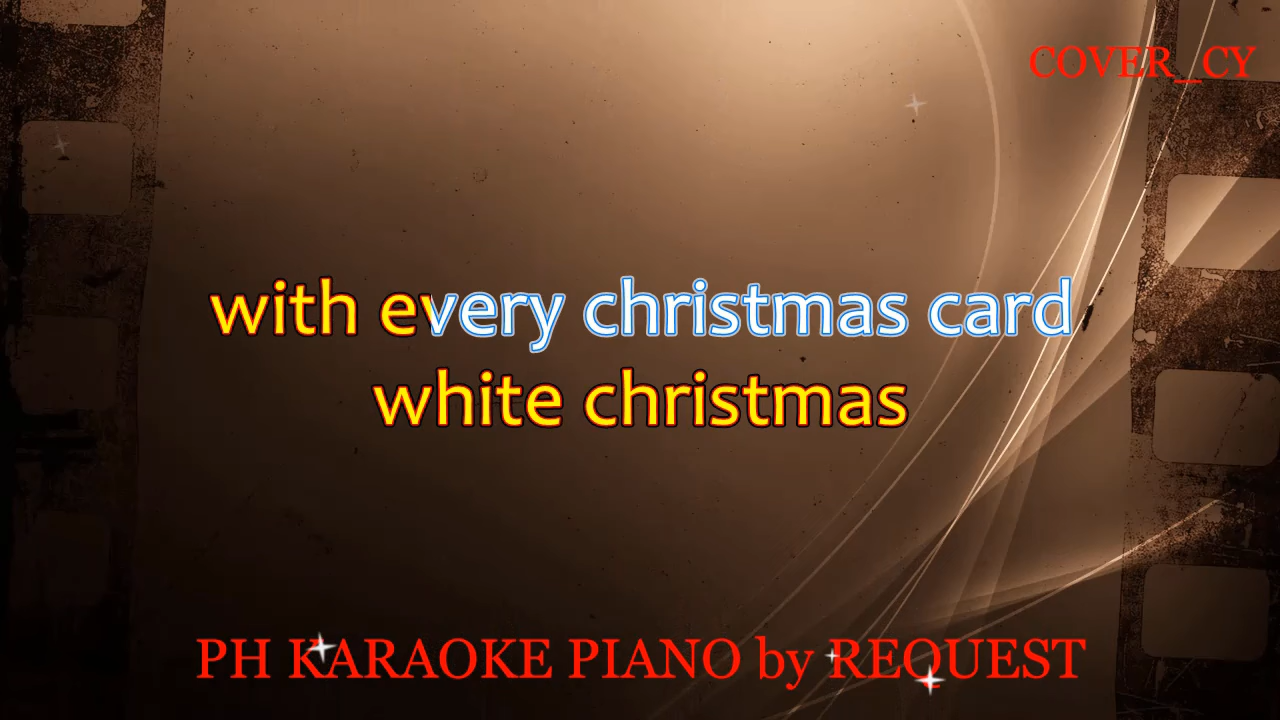 COVER_CY
with every christmas card
white christmas
PH KARAOKE PIANO by REQUEST